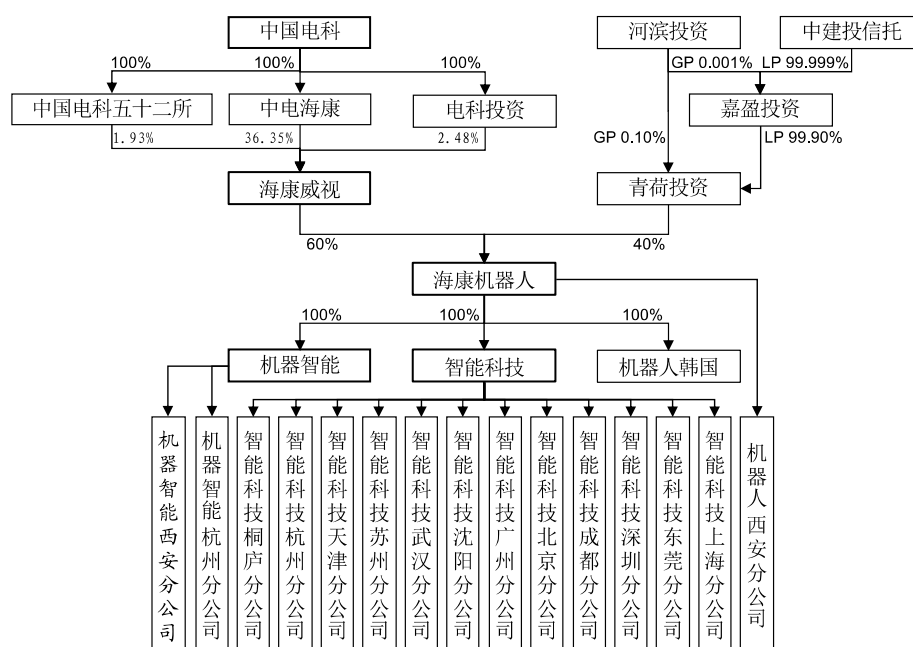 中国电科
河滨投资
中建投信托
100%
100%
100%
GP 0.001%
LP 99.999%
中国电科五十二所
中电海康
电科投资
嘉盈投资
1.93%
36.35%
2.48%
GP 0.10%
LP 99.90%
海康威视
青荷投资
60%
40%
海康机器人
100%
100%
100%
机器智能
智能科技
机器人韩国
机器智能西安分公司
机器智能杭州分公司
智能科技桐庐分公司
智能科技杭州分公司
智能科技天津分公司
智能科技苏州分公司
智能科技武汉分公司
智能科技沈阳分公司
智能科技广州分公司
智能科技北京分公司
智能科技成都分公司
智能科技深圳分公司
智能科技东莞分公司
智能科技上海分公司
机器人西安分公司